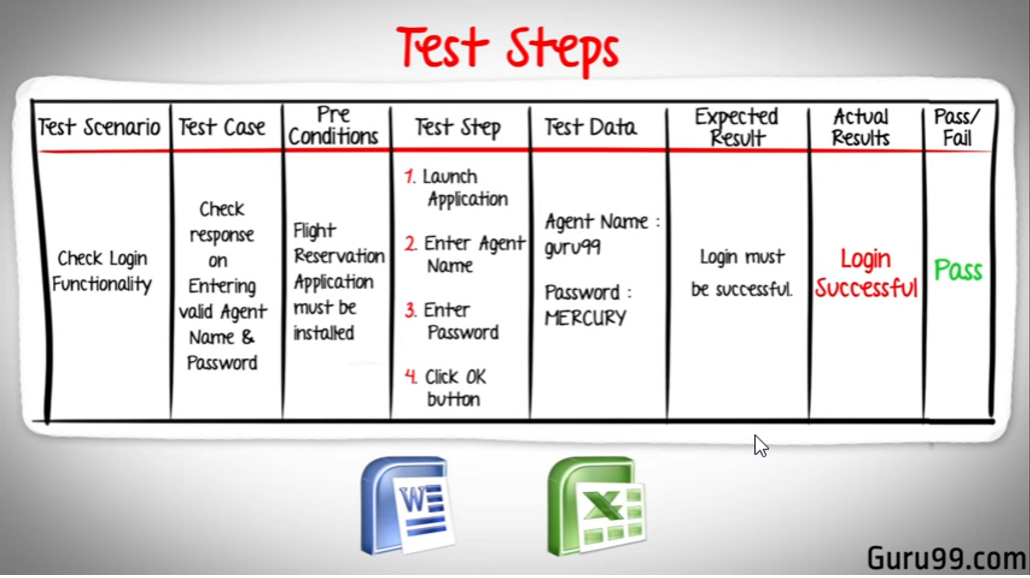 Test Steps
Test Scenario
Test Case
Pre
Conditions
Test Step
Test Data
Expected
Result
Actual
Results
Pass/
Fail
Check Login
Functionality
Check
response
on
Entering
valid Agent
Name &
Password
Flight
Reservation
Application
must be
installed
1. Launch
Application
2. Enter Agent
Name
3. Enter
Password
4. Click OK
button
Agent Name :
guru99
Password :
MERCURY
Login must
be successful.
Login
Successful
Pass
W
X
Guru99.com